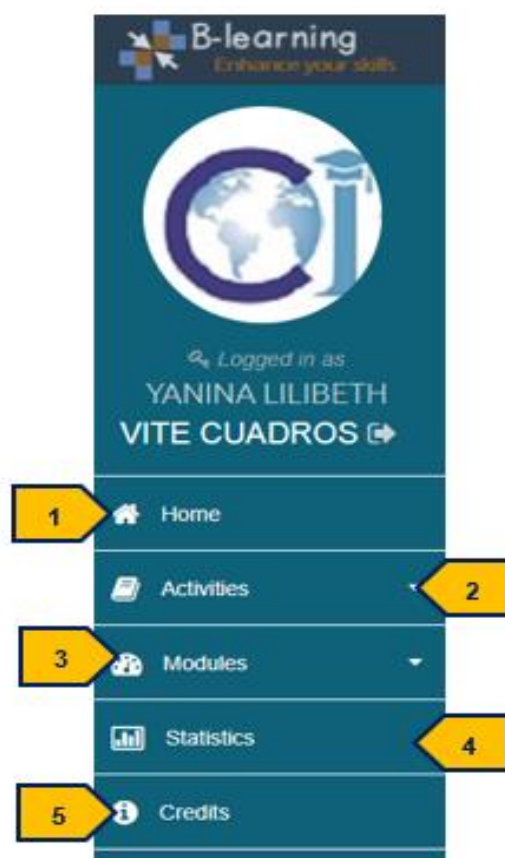 B-learning
Enhance your skills
CI
Logged in as
YANINA LILIBETH
VITE CUADROS
1 Home
Activities 2
3 Modules
Statistics 4
5 Credits